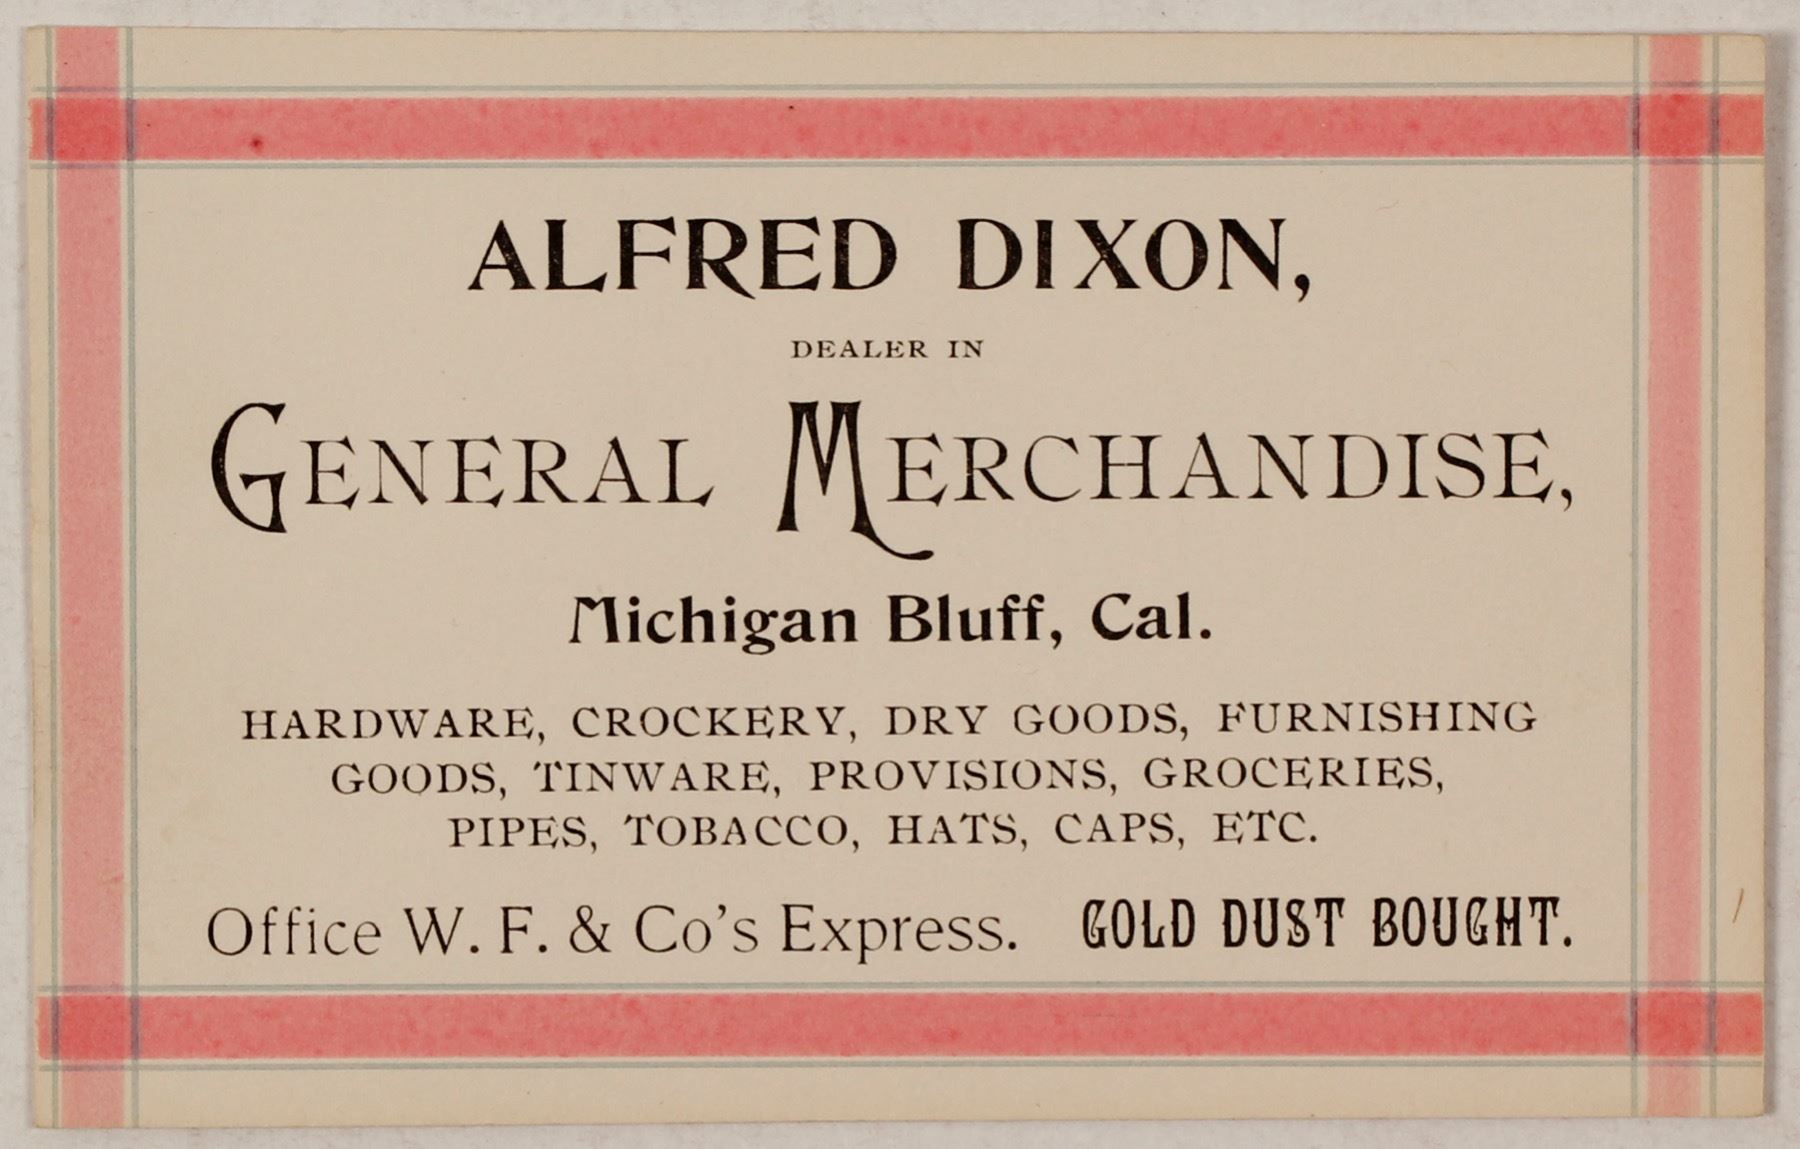 ALFRED DIXON,
DEALER IN
GENERAL MERCHANDISE,
Michigan Bluff, Cal.
HARDWARE, CROCKERY, DRY GOODS, FURNISHING
GOODS, TINWARE, PROVISIONS, GROCERIES,
PIPES, TOBACCO, HATS, CAPS, ETC.
Office W. F. & Co's Express. GOLD DUST BOUGHT.